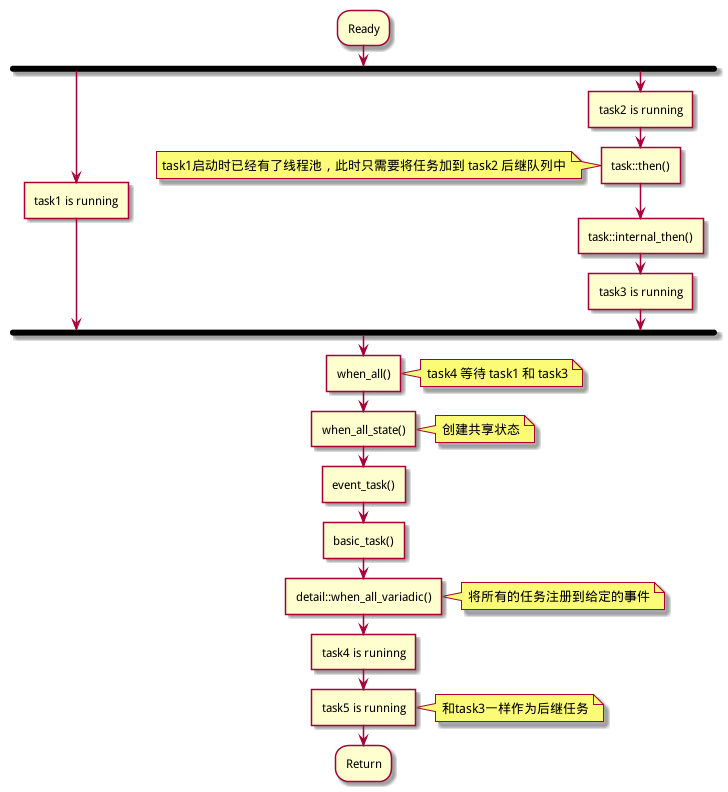 Ready
task2 is running
task1启动时已经有了线程池，此时只需要将任务加到 task2 后继队列中
task::then()
task1 is running
task::internal_then()
task3 is running
when_all()
task4 等待 task1 和 task3
when_all_state()
创建共享状态
event_task()
basic_task()
detail::when_all_variadic()
将所有的任务注册到给定的事件
task4 is runinng
task5 is running
和task3一样作为后继任务
Return